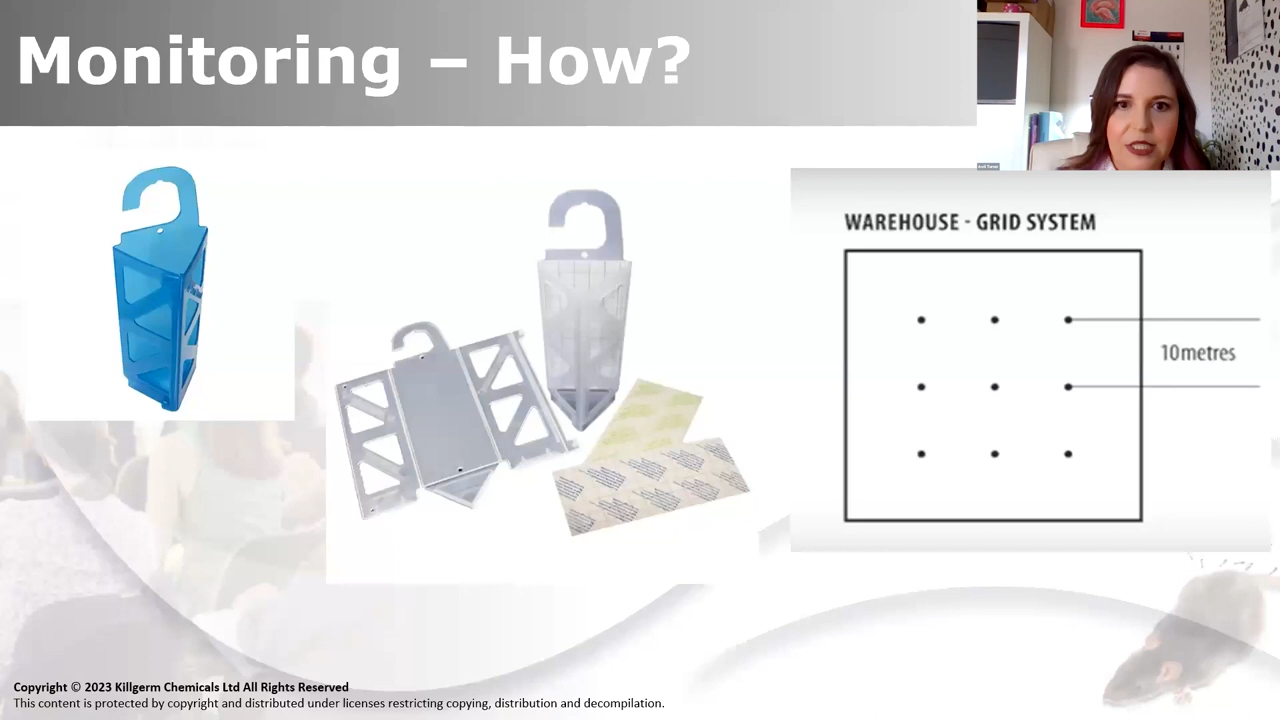 Monitoring – How?
WAREHOUSE - GRID SYSTEM
10metres
Copyright © 2023 Killgerm Chemicals Ltd All Rights Reserved
This content is protected by copyright and distributed under licenses restricting copying, distribution and decompilation.